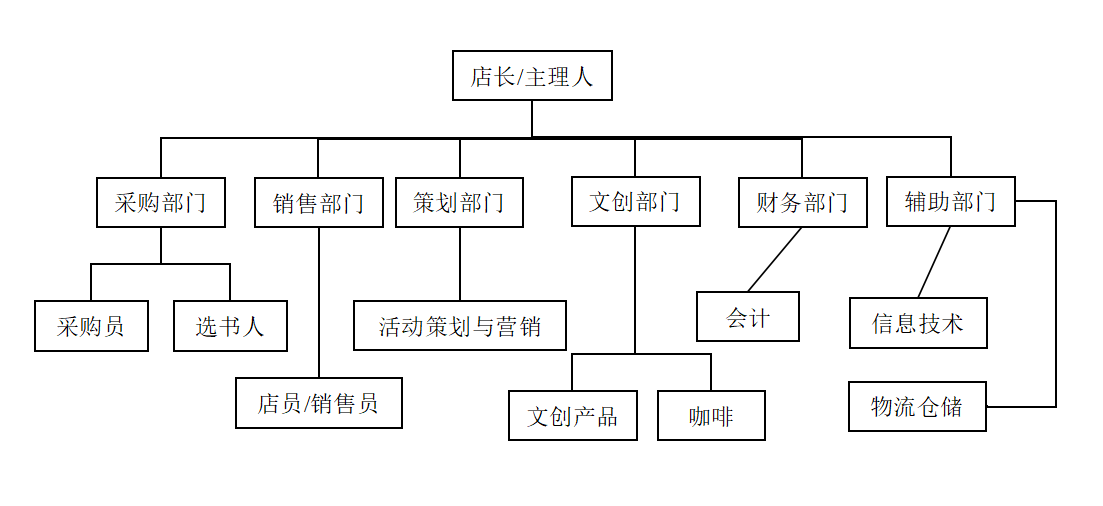 店长/主理人
采购部门
销售部门
策划部门
文创部门
财务部门
辅助部门
采购员
选书人
活动策划与营销
会计
信息技术
店员/销售员
文创产品
咖啡
物流仓储